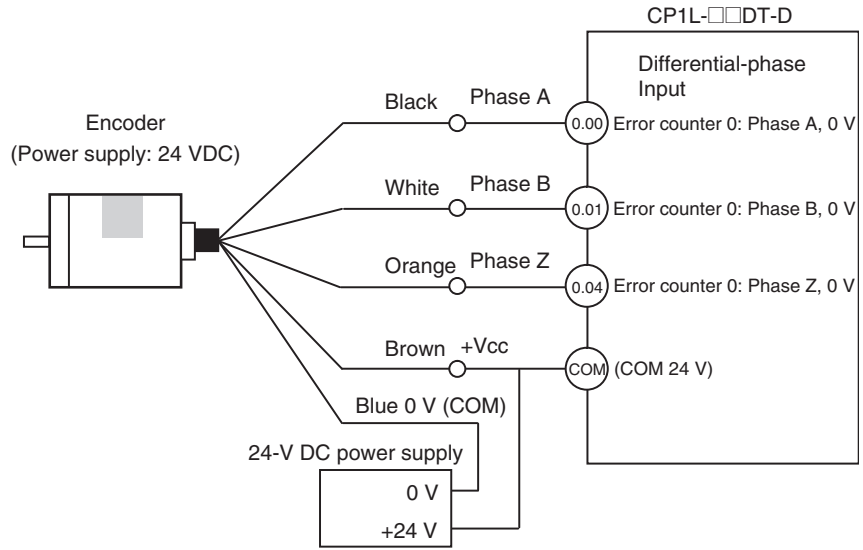 CP1L-□□DT-D
Differential-phase
Input
Encoder
(Power supply: 24 VDC)
Black
Phase A
0.00
Error counter 0: Phase A, 0 V
White
Phase B
0.01
Error counter 0: Phase B, 0 V
Orange
Phase Z
0.04
Error counter 0: Phase Z, 0 V
Brown
+Vcc
COM
(COM 24 V)
Blue 0 V (COM)
24-V DC power supply
0 V
+24 V